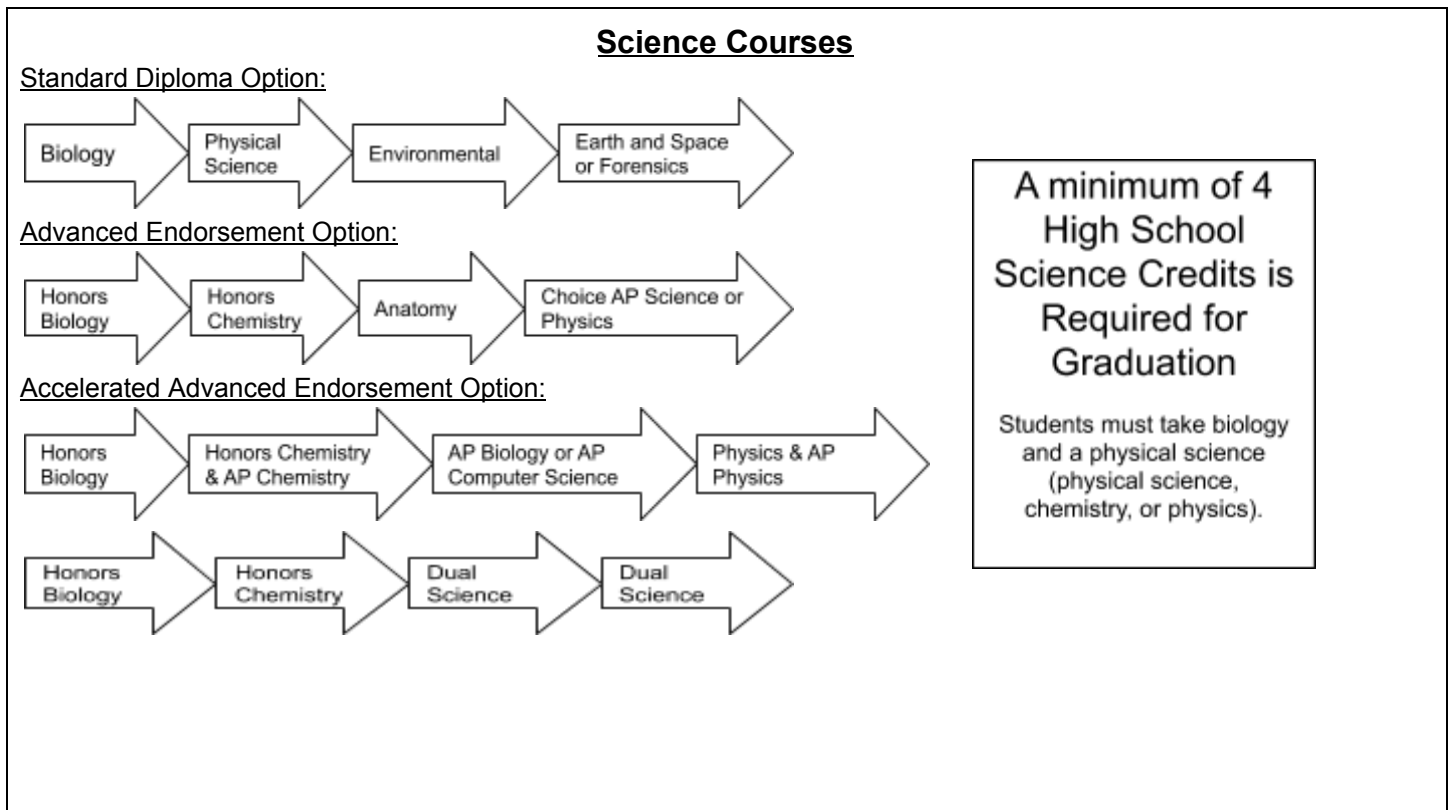 Science Courses
Standard Diploma Option:
Biology
Physical
Science
Environmental
Earth and Space
or Forensics
Advanced Endorsement Option:
Honors
Biology
Honors
Chemistry
Anatomy
Choice AP Science or
Physics
Accelerated Advanced Endorsement Option:
Honors
Biology
Honors Chemistry
& AP Chemistry
AP Biology or AP
Computer Science
Physics & AP
Physics
Honors
Biology
Honors
Chemistry
Dual
Science
Dual
Science
A minimum of 4
High School
Science Credits is
Required for
Graduation
Students must take biology
and a physical science
(physical science,
chemistry, or physics).